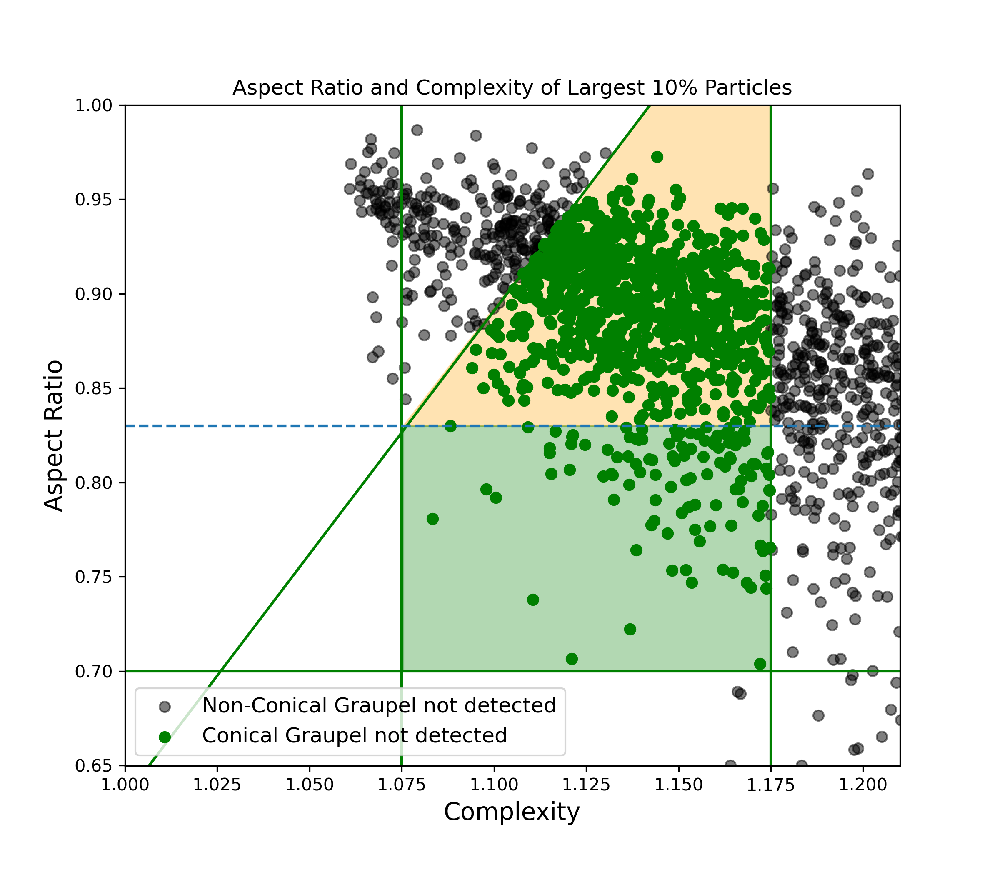 Aspect Ratio and Complexity of Largest 10% Particles
1.00
0.95
0.90
0.85
0.80
0.75
0.70
0.65
Aspect Ratio
Non-Conical Graupel not detected
Conical Graupel not detected
1.000 1.025 1.050 1.075 1.100 1.125 1.150 1.175 1.200
Complexity